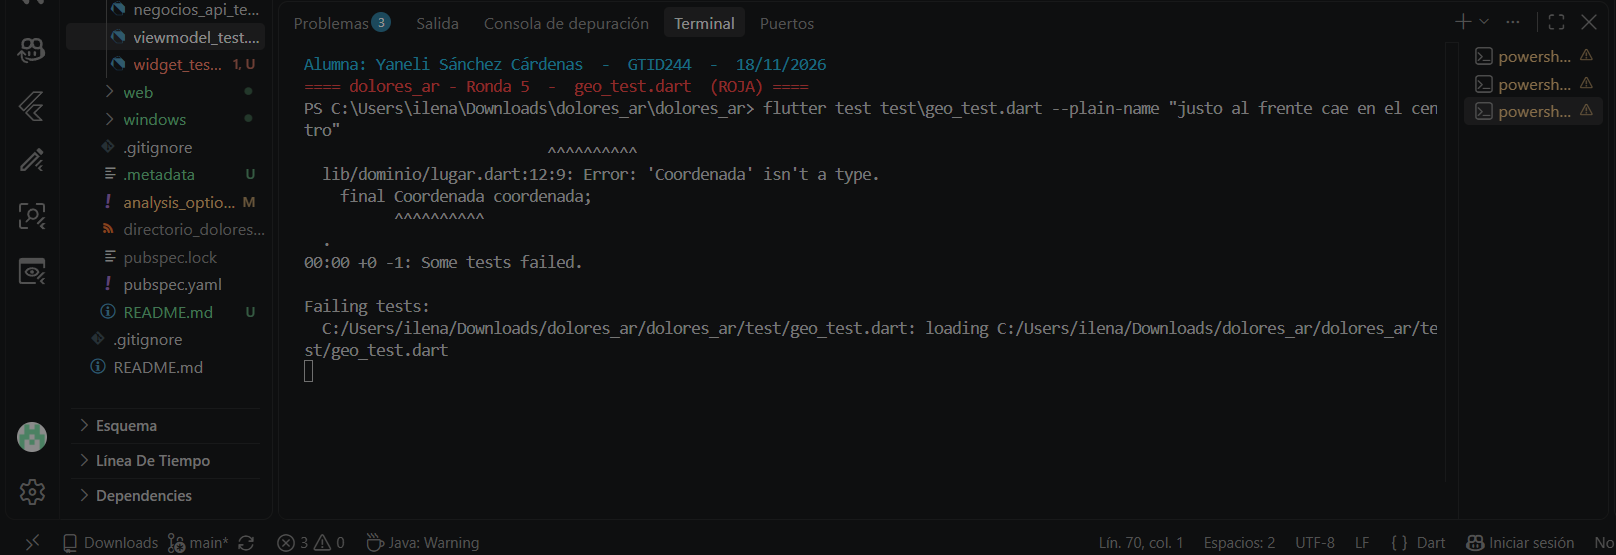 negocios_api_te...
viewmodel_test....
widget_tes... 1, U
web
windows
.gitignore
.metadata U
analysis_optio... M
directorio_dolores...
pubspec.lock
pubspec.yaml
README.md U
.gitignore
README.md
Esquema
Línea De Tiempo
Dependencies
Problemas 3 Salida Consola de depuración Terminal Puertos
Alumna: Yaneli Sánchez Cárdenas - GTID244 - 18/11/2026
==== dolores_ar - Ronda 5 - geo_test.dart (ROJA) ====
PS C:\Users\ilena\Downloads\dolores_ar\dolores_ar> flutter test test\geo_test.dart --plain-name "justo al frente cae en el cen
tro"
^^^^^^^^^^
lib/dominio/lugar.dart:12:9: Error: 'Coordenada' isn't a type.
final Coordenada coordenada;
^^^^^^^^^^
.
00:00 +0 -1: Some tests failed.
Failing tests:
C:/Users/ilena/Downloads/dolores_ar/dolores_ar/test/geo_test.dart: loading C:/Users/ilena/Downloads/dolores_ar/dolores_ar/te
st/geo_test.dart
powersh...
powersh...
powersh...
Downloads main* 3 0 Java: Warning Lín. 70, col. 1 Espacios: 2 UTF-8 LF { } Dart Iniciar sesión No